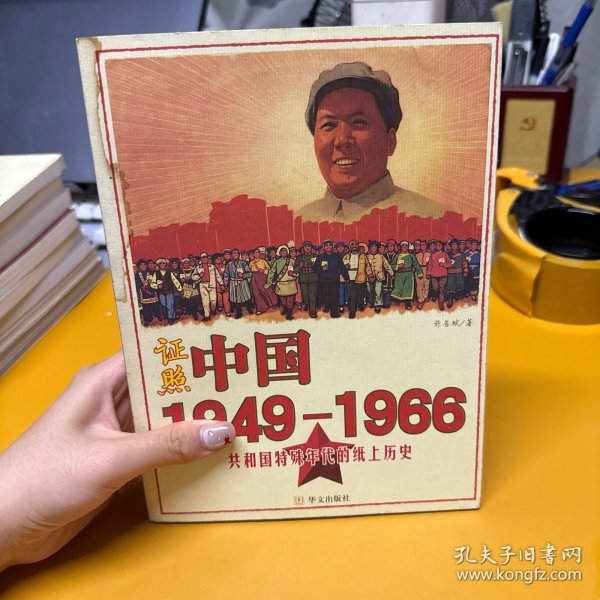 许善斌/著
证照
中国
1949-1966
共和国特殊年代的纸上历史
华文出版社
孔夫子旧书网
www.kongfz.com